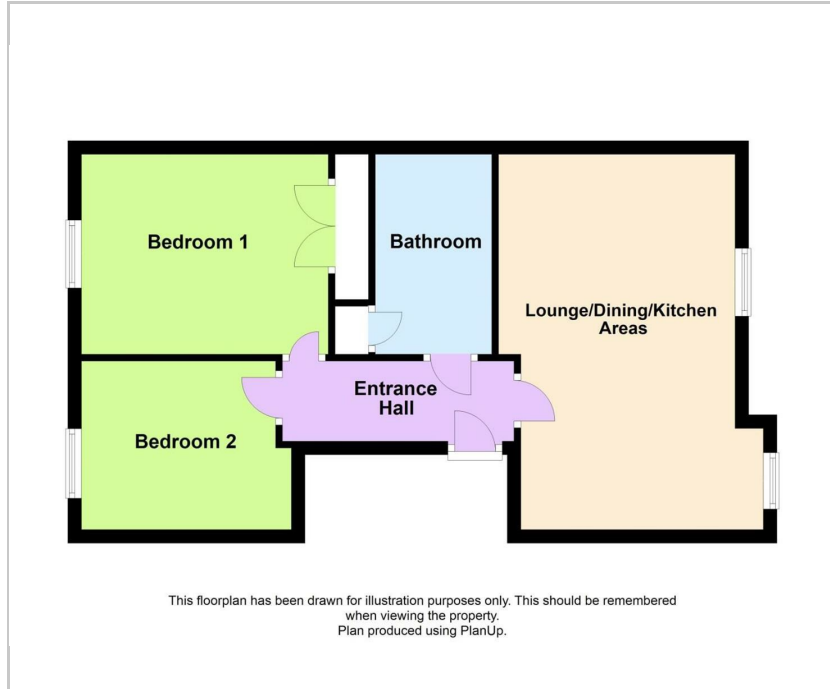 Bedroom 1
Bathroom
Lounge/Dining/Kitchen
Areas
Entrance
Hall
Bedroom 2
This floorplan has been drawn for illustration purposes only. This should be remembered
when viewing the property.
Plan produced using PlanUp.